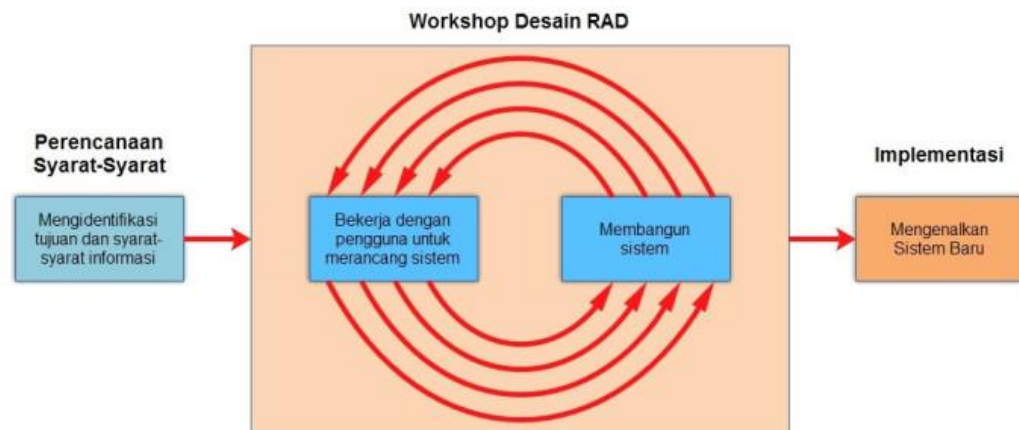 Workshop Desain RAD
Perencanaan
Syarat-Syarat
Mengidentifikasi
tujuan dan syarat-
syarat informasi
Bekerja dengan
pengguna untuk
merancang sistem
Membangun
sistem
Implementasi
Mengenalkan
Sistem Baru